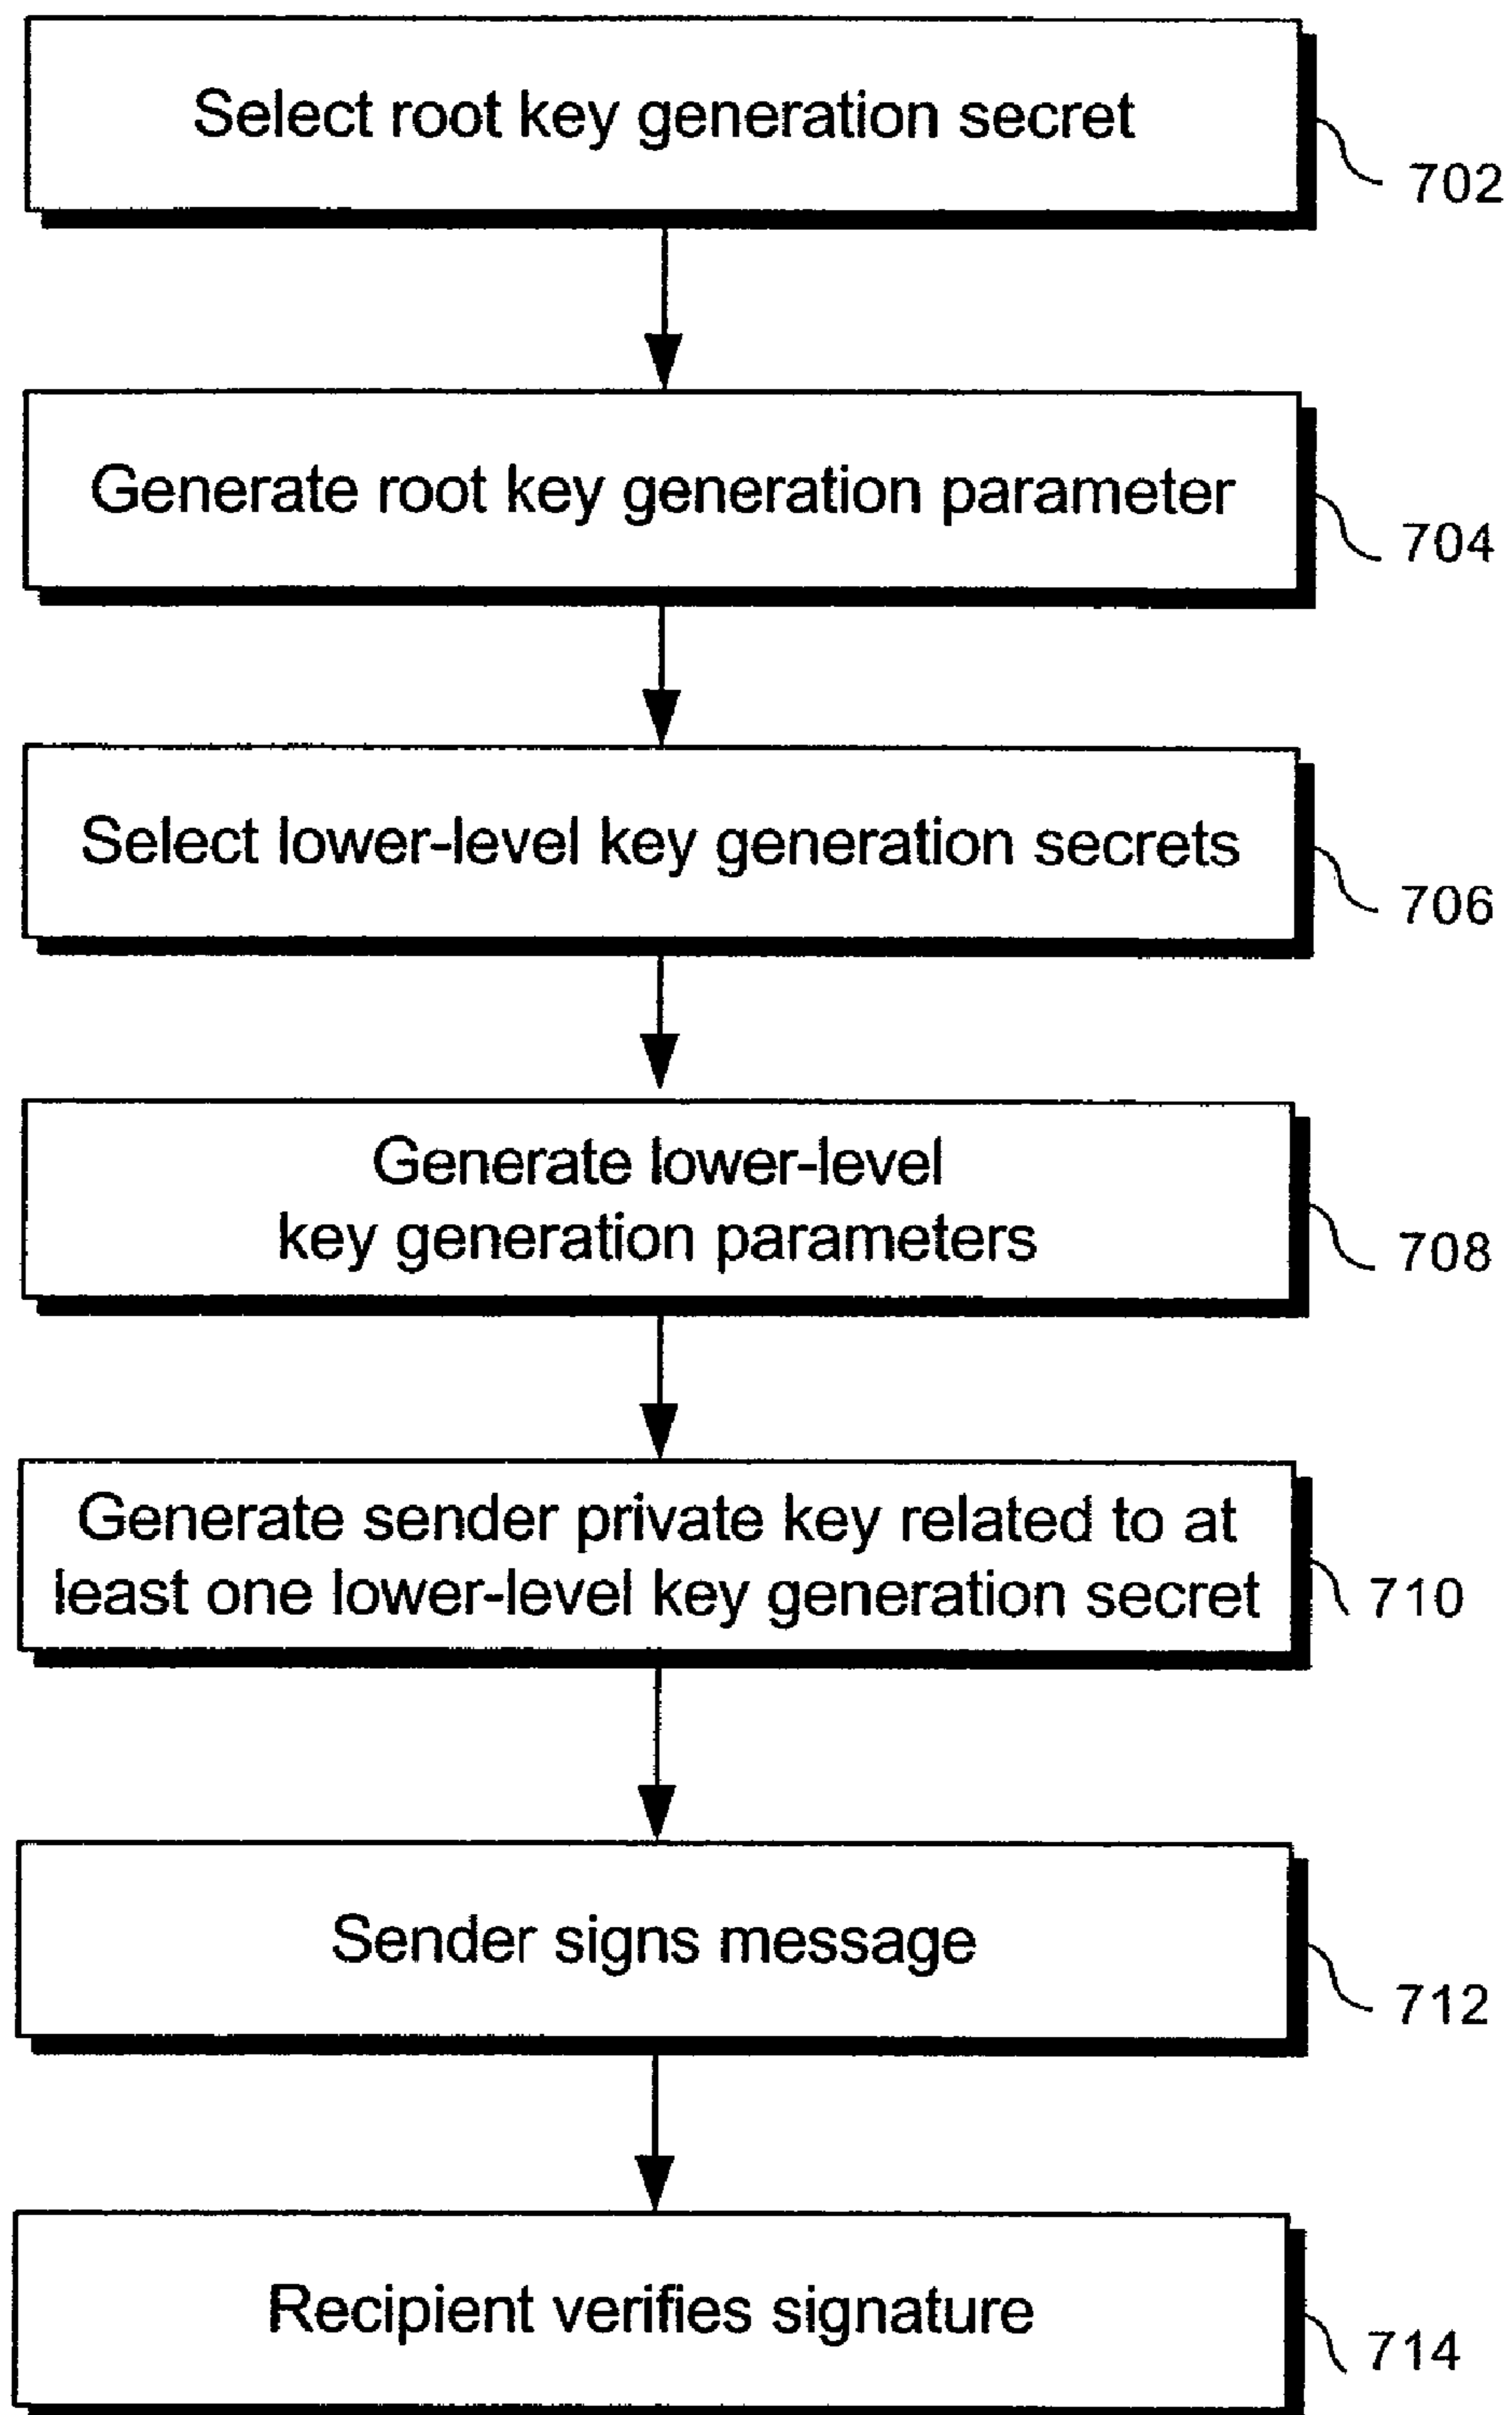 Select root key generation secret
702
Generate root key generation parameter
704
Select lower-level key generation secrets
706
Generate lower-level
key generation parameters
708
Generate sender private key related to at
least one lower-level key generation secret
710
Sender signs message
712
Recipient verifies signature
714